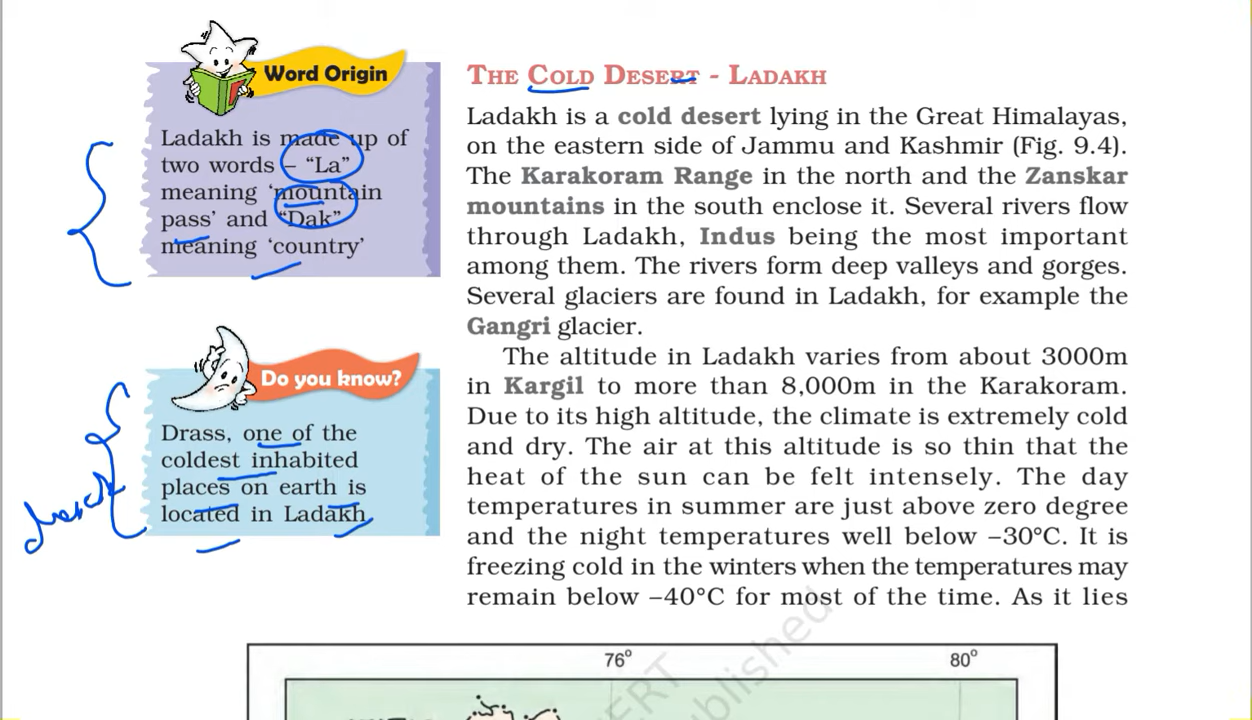 Word Origin
Ladakh is made up of
two words – “La”
meaning ‘mountain
pass’ and “Dak”
meaning ‘country’
Do you know?
Drass, one of the
coldest inhabited
places on earth is
located in Ladakh
THE COLD DESERT - LADAKH
Ladakh is a cold desert lying in the Great Himalayas,
on the eastern side of Jammu and Kashmir (Fig. 9.4).
The Karakoram Range in the north and the Zanskar
mountains in the south enclose it. Several rivers flow
through Ladakh, Indus being the most important
among them. The rivers form deep valleys and gorges.
Several glaciers are found in Ladakh, for example the
Gangri glacier.
The altitude in Ladakh varies from about 3000m
in Kargil to more than 8,000m in the Karakoram.
Due to its high altitude, the climate is extremely cold
and dry. The air at this altitude is so thin that the
heat of the sun can be felt intensely. The day
temperatures in summer are just above zero degree
and the night temperatures well below –30°C. It is
freezing cold in the winters when the temperatures may
remain below –40°C for most of the time. As it lies
76°
80°